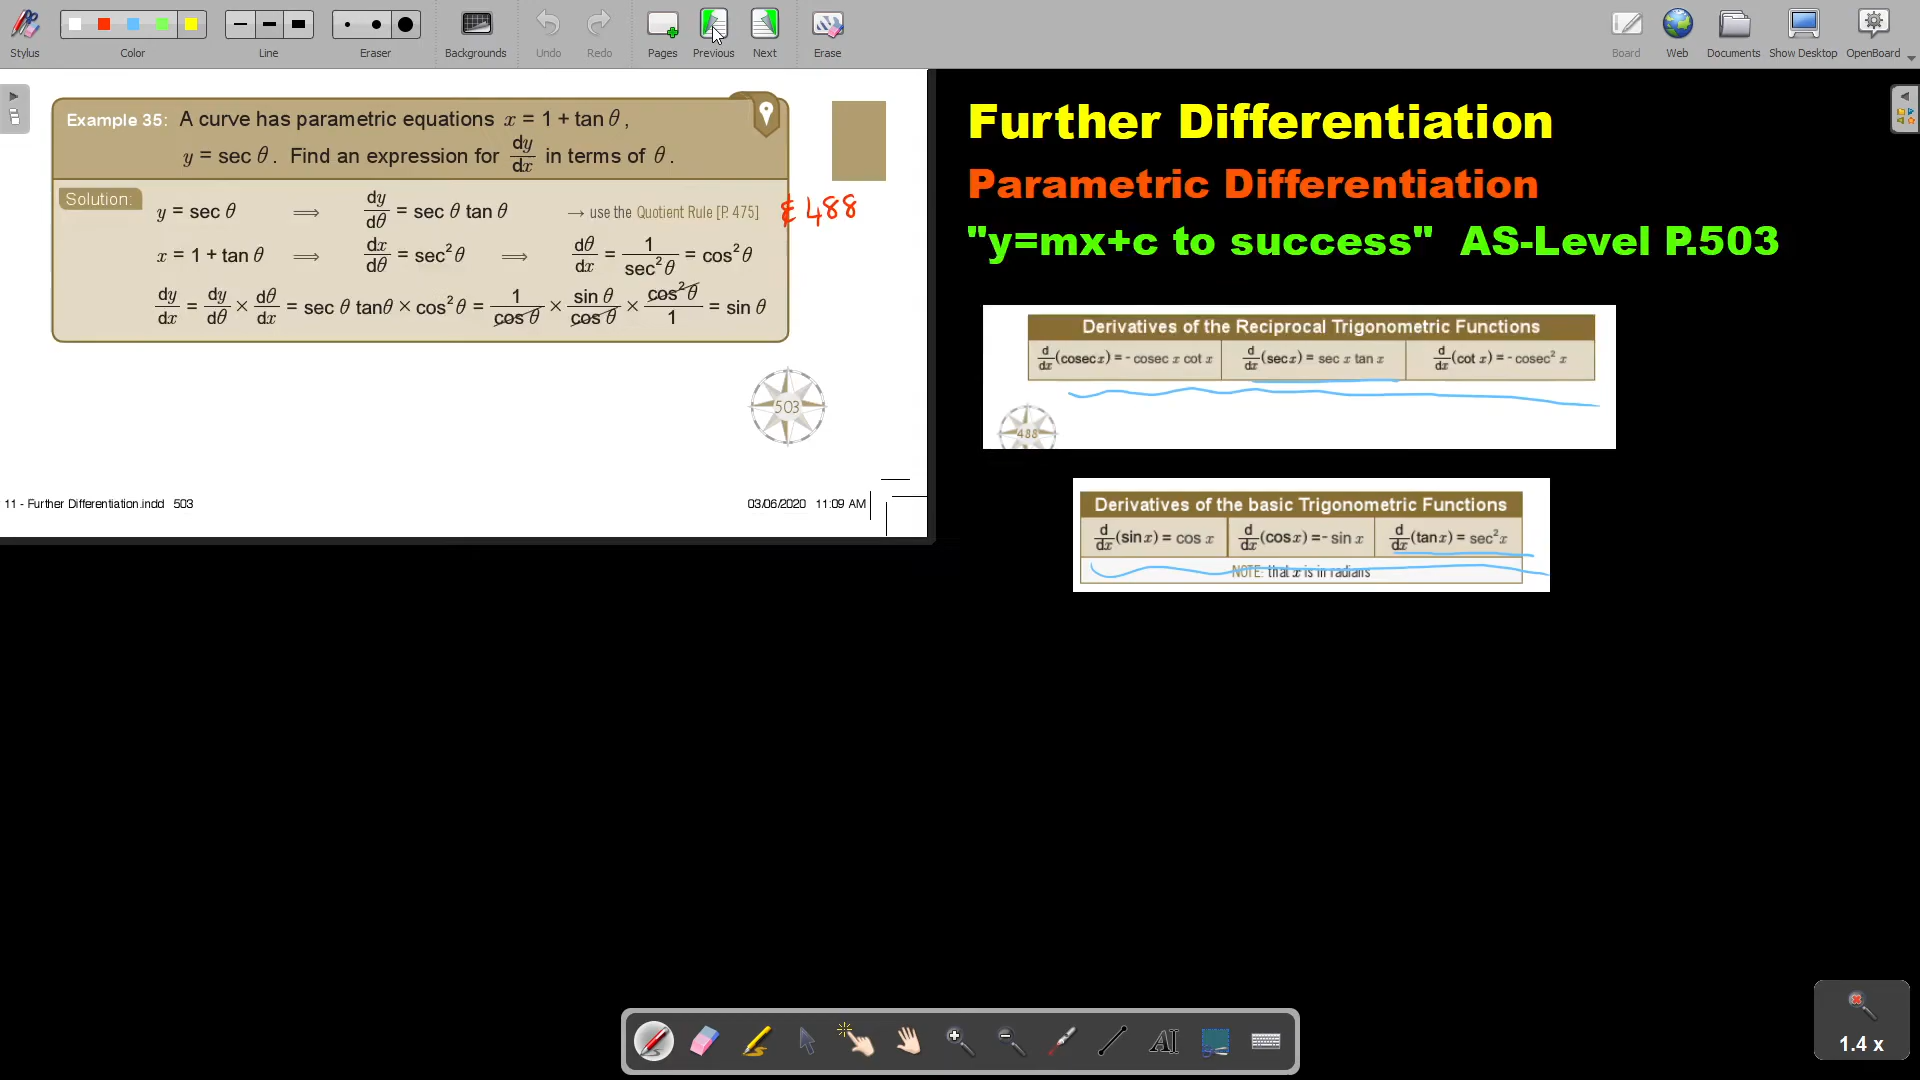 Stylus Color Line Eraser Backgrounds Undo Redo Pages Previous Next Erase Board Web Documents Show Desktop OpenBoard
Example 35: A curve has parametric equations x = 1 + tan θ,
y = sec θ. Find an expression for dy/dx in terms of θ.
Solution:
y = sec θ ⟹ dy/dθ = sec θ tan θ → use the Quotient Rule [P. 475] & 488
x = 1 + tan θ ⟹ dx/dθ = sec² θ ⟹ dθ/dx = 1/sec² θ = cos² θ
dy/dx = dy/dθ × dθ/dx = sec θ tanθ × cos² θ = 1/cos θ × sin θ/cos θ × cos² θ/1 = sin θ
503
11 - Further Differentiation.indd 503
03/06/2020 11:09 AM
Further Differentiation
Parametric Differentiation
"y=mx+c to success" AS-Level P.503
Derivatives of the Reciprocal Trigonometric Functions
d/dx (cosec x) = - cosec x cot x d/dx (sec x) = sec x tan x d/dx (cot x) = - cosec² x
488
Derivatives of the basic Trigonometric Functions
d/dx (sin x) = cos x d/dx (cos x) = - sin x d/dx (tan x) = sec² x
NOTE: that x is in radians
1.4 x